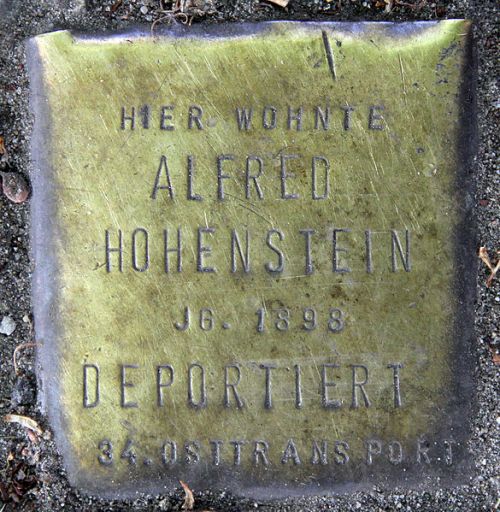 HIER WOHNTE
ALFRED
HOHENSTEIN
JG. 1898
DEPORTIERT
34. OSTTRANSPORT